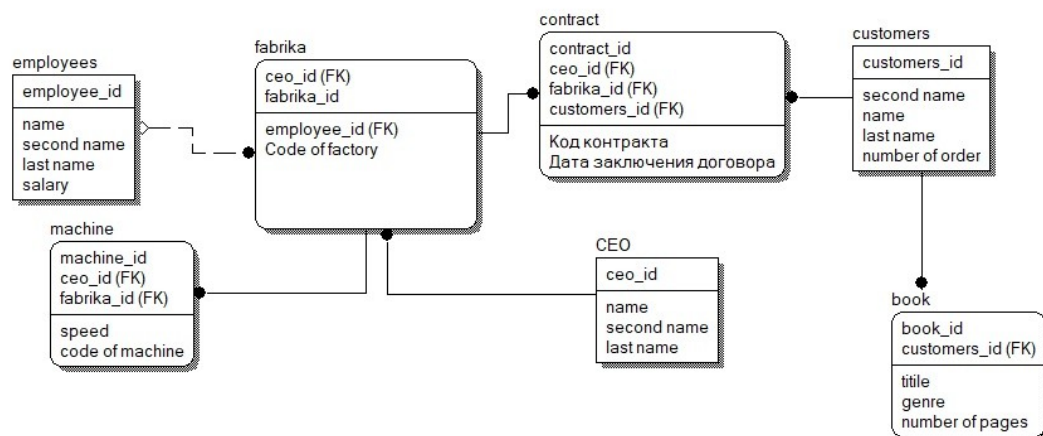 employees
employee_id
name
second name
last name
salary
fabrika
ceo_id (FK)
fabrika_id
employee_id (FK)
Code of factory
contract
contract_id
ceo_id (FK)
fabrika_id (FK)
customers_id (FK)
Код контракта
Дата заключения договора
customers
customers_id
second name
name
last name
number of order
machine
machine_id
ceo_id (FK)
fabrika_id (FK)
speed
code of machine
CEO
ceo_id
name
second name
last name
book
book_id
customers_id (FK)
titile
genre
number of pages